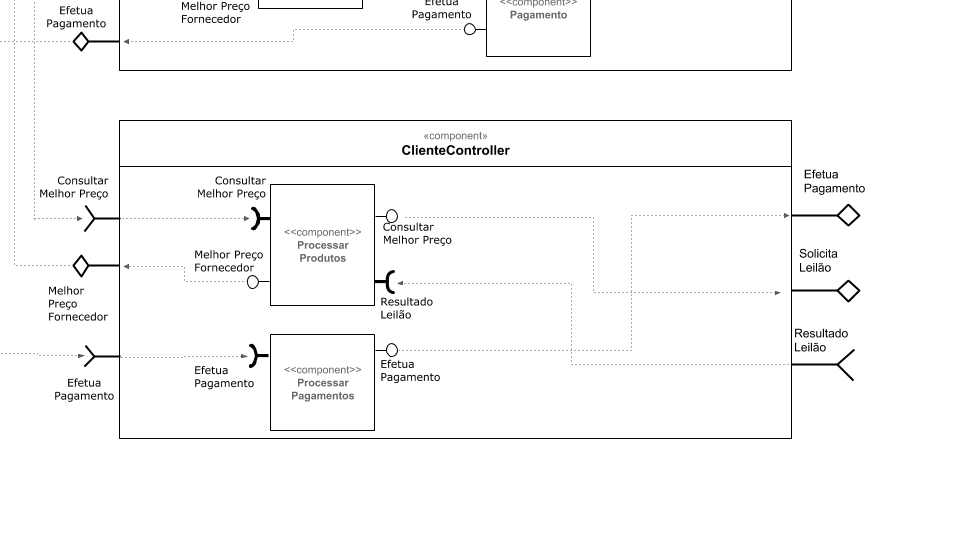 Efetua
Pagamento
Melhor Preço
Fornecedor
Efetua
Pagamento
<<component>>
Pagamento
«component»
ClienteController
Consultar
Melhor Preço
Consultar
Melhor Preço
<<component>>
Processar
Produtos
Consultar
Melhor Preço
Efetua
Pagamento
Melhor Preço
Fornecedor
Melhor
Preço
Fornecedor
Resultado
Leilão
Solicita
Leilão
Efetua
Pagamento
Efetua
Pagamento
<<component>>
Processar
Pagamentos
Efetua
Pagamento
Resultado
Leilão